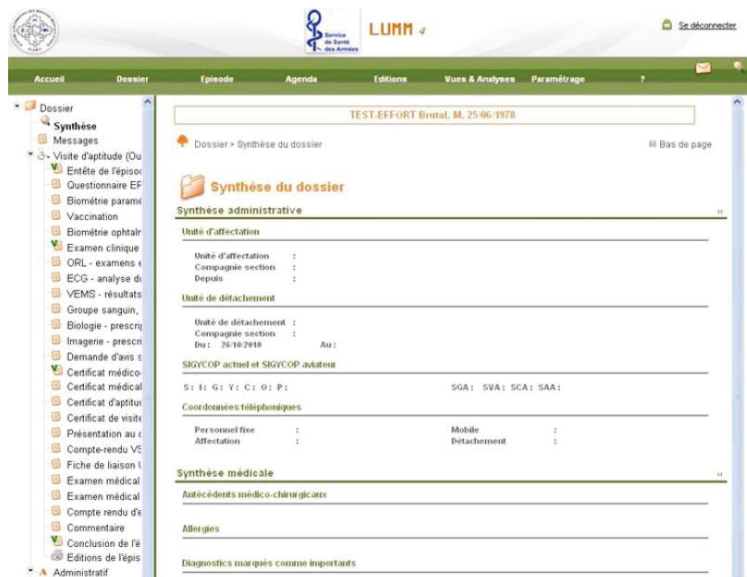 Service
de Santé
des Armées
LUMM 4
Se déconnecter
Accueil Dossier Episode Agenda Editions Vues & Analyses Paramétrage ?
Dossier
Synthèse
Messages
Visite d'aptitude (Ou
Entête de l'épisoc
Questionnaire EF
Biométrie paramé
Vaccination
Biométrie ophtalr
Examen clinique
ORL - examens e
ECG - analyse du
VEMS - résultats
Groupe sanguin,
Biologie - prescrip
Imagerie - prescri
Demande d'avis s
Certificat médico-
Certificat médical
Certificat d'aptitu
Certificat de visite
Présentation au c
Compte-rendu VS
Fiche de liaison U
Examen médical
Examen médical
Compte rendu d'e
Commentaire
Conclusion de l'é
Editions de l'épis
Administratif
TEST-EFFORT Brutal, M, 25/06/1978
Dossier > Synthèse du dossier
Bas de page
Synthèse du dossier
Synthèse administrative
Unité d'affectation
Unité d'affectation :
Compagnie section :
Depuis :
Unité de détachement
Unité de détachement :
Compagnie section :
Du : 26/10/2010 Au :
SIGYCOP actuel et SIGYCOP aviateur
S : I : G : Y : C : O : P : SGA : SVA : SCA : SAA :
Coordonnées téléphoniques
Personnel fixe : Mobile :
Affectation : Détachement :
Synthèse médicale
Antécédents médico-chirurgicaux
Allergies
Diagnostics marqués comme importants